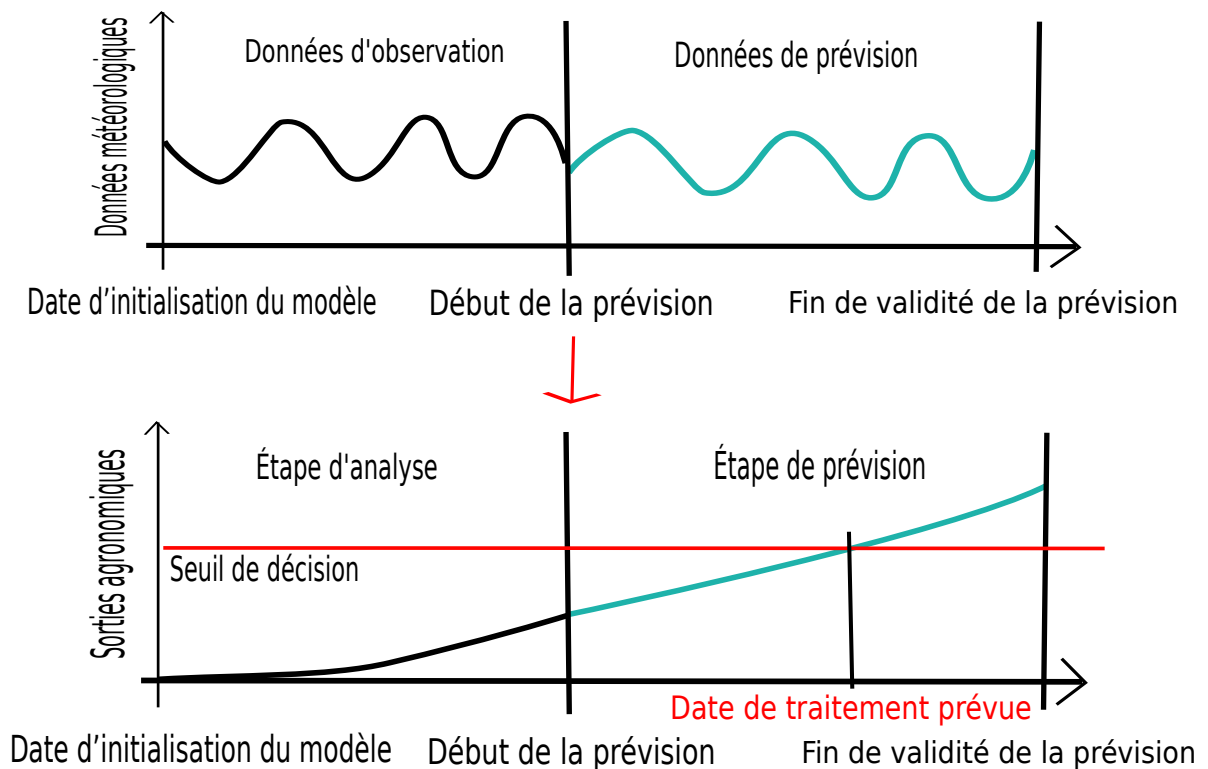 Données météorologiques
Données d'observation
Données de prévision
Date d’initialisation du modèle
Début de la prévision
Fin de validité de la prévision
Sorties agronomiques
Étape d'analyse
Étape de prévision
Seuil de décision
Date de traitement prévue
Date d’initialisation du modèle
Début de la prévision
Fin de validité de la prévision